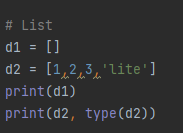 # List
d1 = []
d2 = [1,2,3,'lite']
print(d1)
print(d2, type(d2))